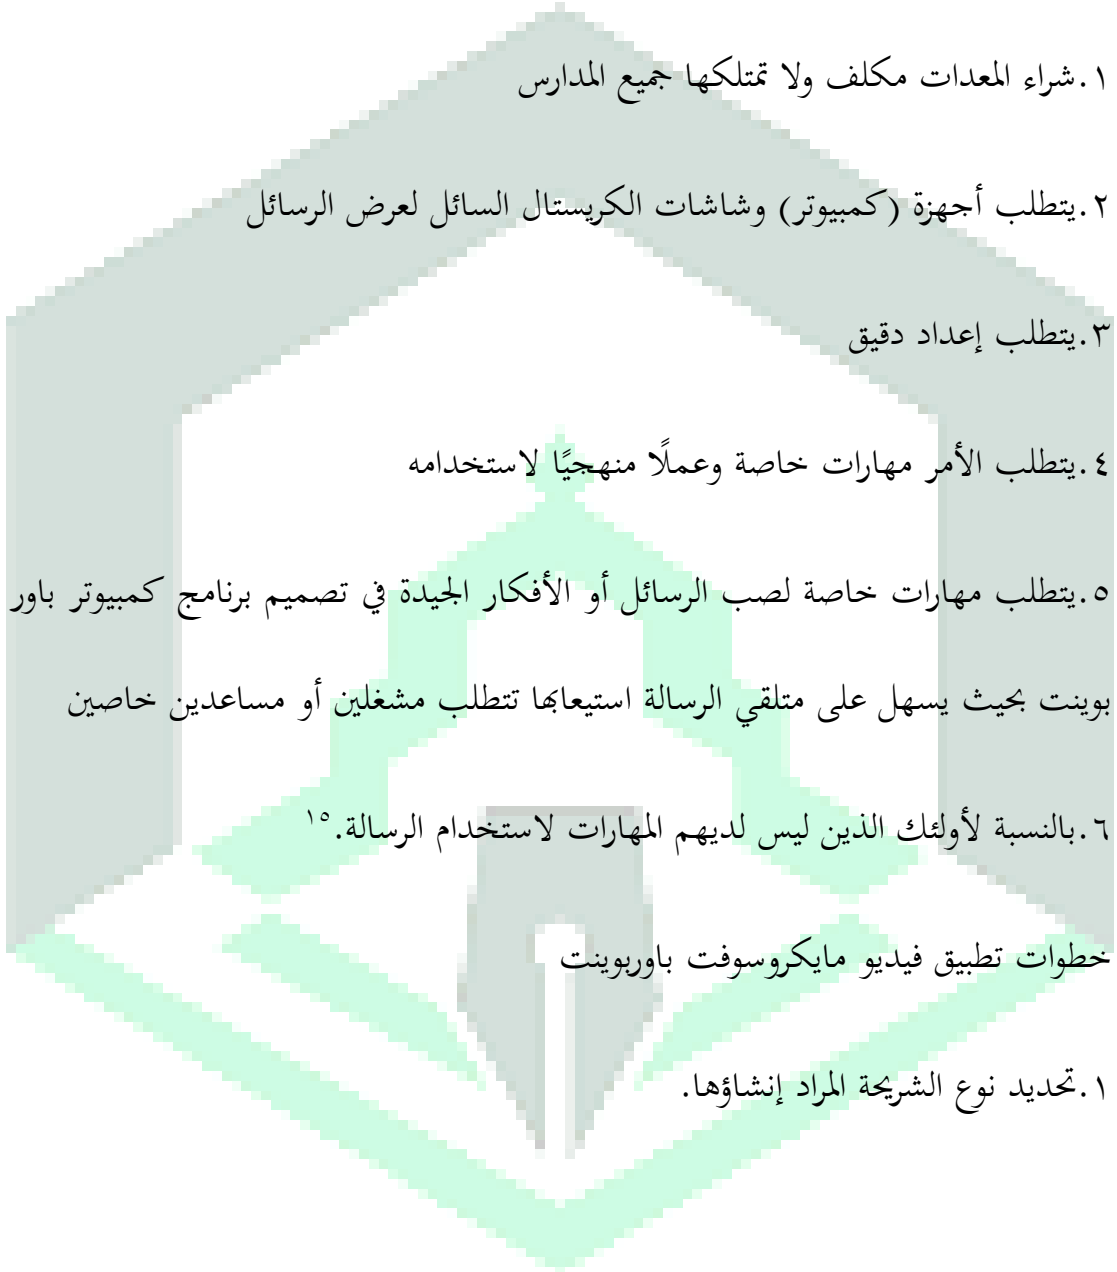 ١.شراء المعدات مكلف ولا تمتلكها جميع المدارس
٢.يتطلب أجهزة (كمبيوتر) وشاشات الكريستال السائل لعرض الرسائل
٣.يتطلب إعداد دقيق
٤.يتطلب الأمر مهارات خاصة وعملًا منهجيًا لاستخدامه
٥.يتطلب مهارات خاصة لصب الرسائل أو الأفكار الجيدة في تصميم برنامج كمبيوتر باور
بوينت بحيث يسهل على متلقي الرسالة استيعابها تتطلب مشغلين أو مساعدين خاصين
٦.بالنسبة لأولئك الذين ليس لديهم المهارات لاستخدام الرسالة.١٥
خطوات تطبيق فيديو مايكروسوفت باوربوينت
١.تحديد نوع الشريحة المراد إنشاؤها.